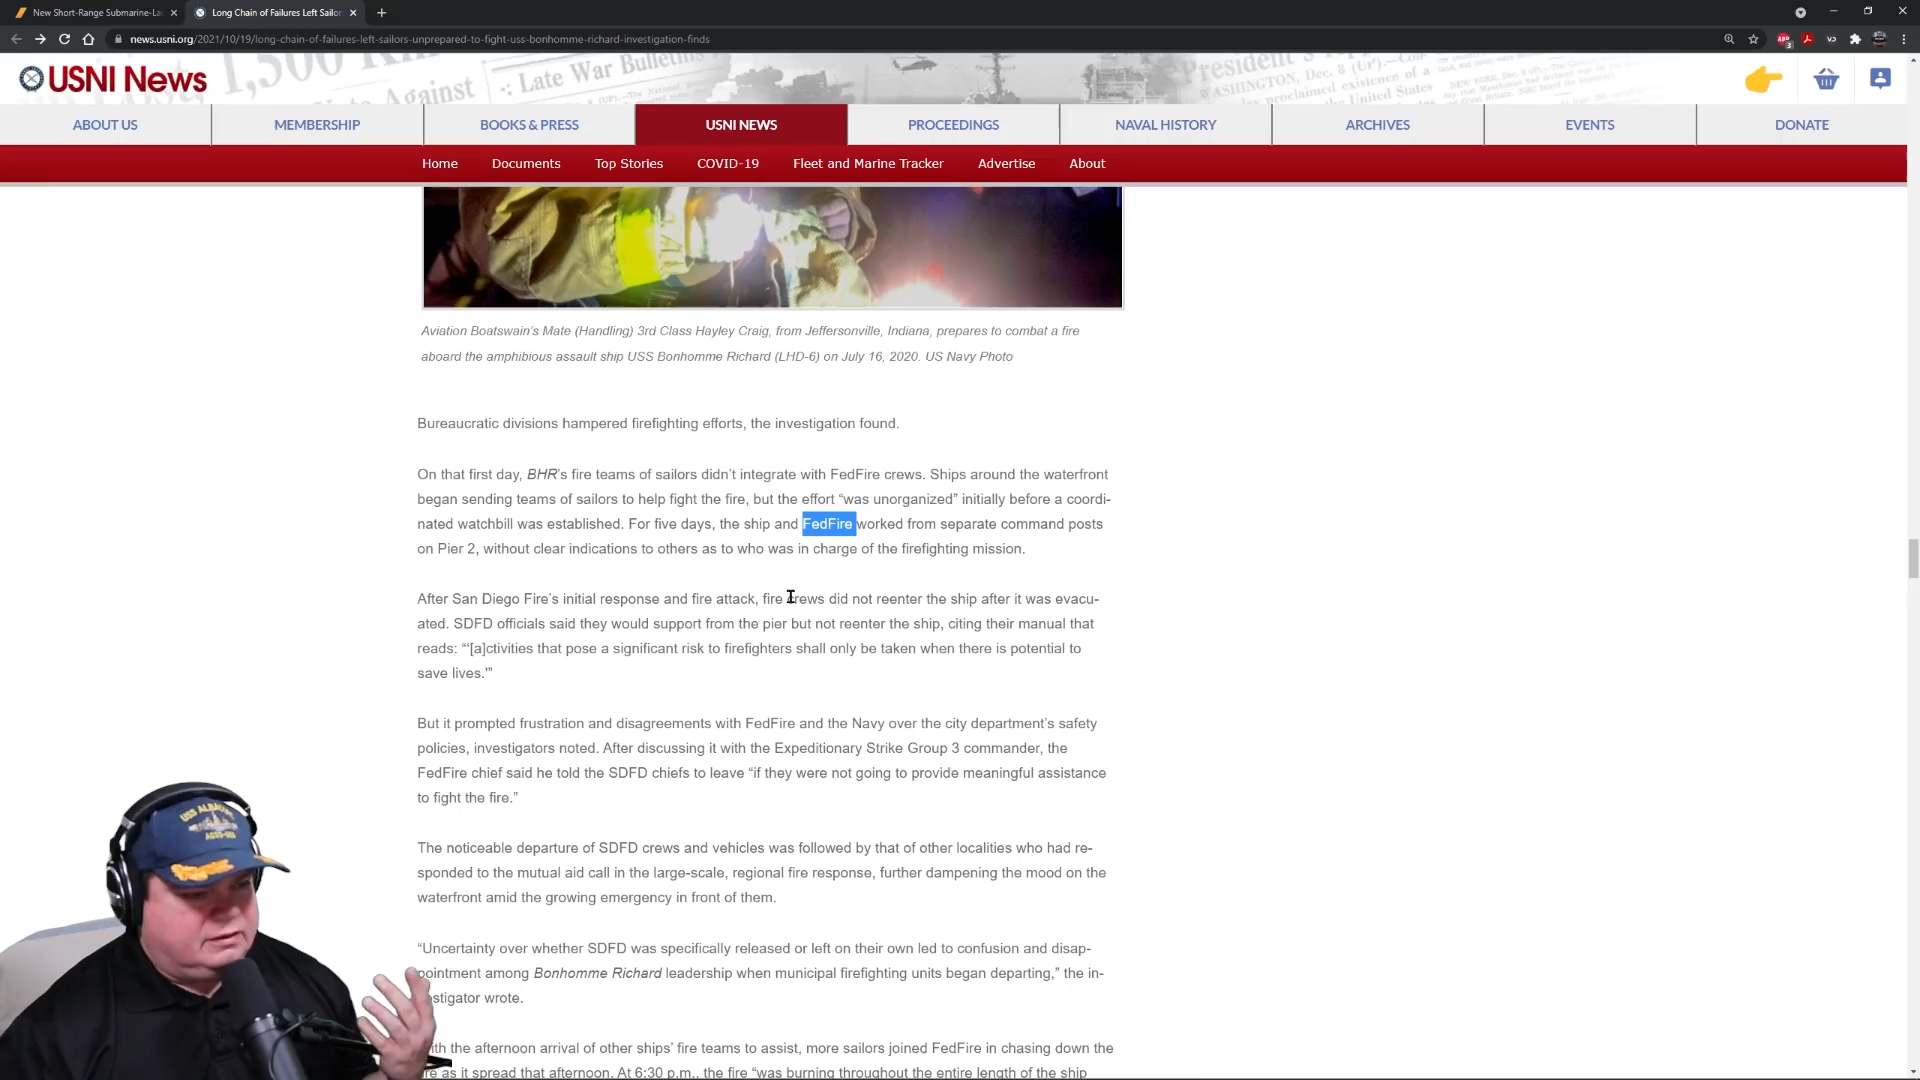 New Short-Range Submarine-La
Long Chain of Failures Left Sailor
news.usni.org/2021/10/19/long-chain-of-failures-left-sailors-unprepared-to-fight-uss-bonhomme-richard-investigation-finds
USNI News
Against
-: Late War Bulletins
President's
WASHINGTON, Dec. 8 (UP).
ABOUT US
MEMBERSHIP
BOOKS & PRESS
USNI NEWS
PROCEEDINGS
NAVAL HISTORY
ARCHIVES
EVENTS
DONATE
Home
Documents
Top Stories
COVID-19
Fleet and Marine Tracker
Advertise
About
Aviation Boatswain's Mate (Handling) 3rd Class Hayley Craig, from Jeffersonville, Indiana, prepares to combat a fire
aboard the amphibious assault ship USS Bonhomme Richard (LHD-6) on July 16, 2020. US Navy Photo
Bureaucratic divisions hampered firefighting efforts, the investigation found.
On that first day, BHR's fire teams of sailors didn't integrate with FedFire crews. Ships around the waterfront
began sending teams of sailors to help fight the fire, but the effort “was unorganized” initially before a coordi-
nated watchbill was established. For five days, the ship and FedFire worked from separate command posts
on Pier 2, without clear indications to others as to who was in charge of the firefighting mission.
After San Diego Fire's initial response and fire attack, fire crews did not reenter the ship after it was evacu-
ated. SDFD officials said they would support from the pier but not reenter the ship, citing their manual that
reads: “‘[a]ctivities that pose a significant risk to firefighters shall only be taken when there is potential to
save lives.'”
But it prompted frustration and disagreements with FedFire and the Navy over the city department's safety
policies, investigators noted. After discussing it with the Expeditionary Strike Group 3 commander, the
FedFire chief said he told the SDFD chiefs to leave “if they were not going to provide meaningful assistance
to fight the fire.”
The noticeable departure of SDFD crews and vehicles was followed by that of other localities who had re-
sponded to the mutual aid call in the large-scale, regional fire response, further dampening the mood on the
waterfront amid the growing emergency in front of them.
“Uncertainty over whether SDFD was specifically released or left on their own led to confusion and disap-
pointment among Bonhomme Richard leadership when municipal firefighting units began departing,” the in-
estigator wrote.
ith the afternoon arrival of other ships' fire teams to assist, more sailors joined FedFire in chasing down the
re as it spread that afternoon. At 6:30 p.m., the fire “was burning throughout the entire length of the ship